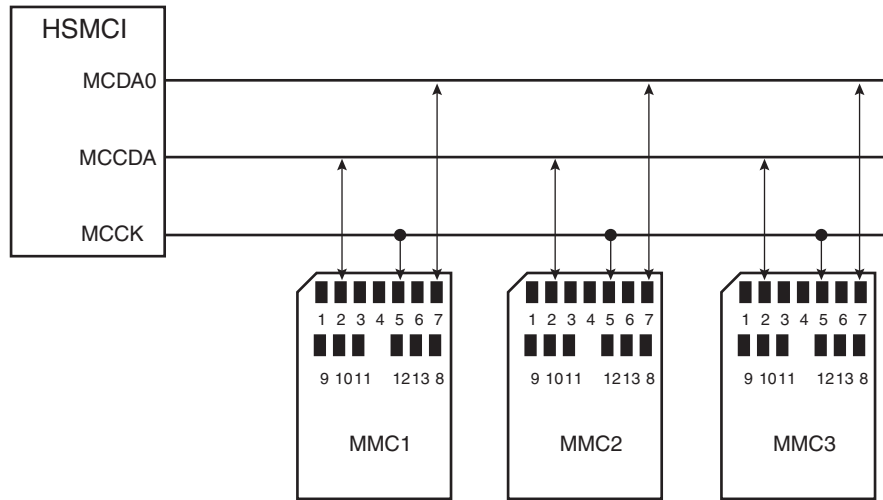 HSMCI
MCDA0
MCCDA
MCCK
1 2 3 4 5 6 7 1 2 3 4 5 6 7 1 2 3 4 5 6 7
9 10 11 12 13 8 9 10 11 12 13 8 9 10 11 12 13 8
MMC1 MMC2 MMC3